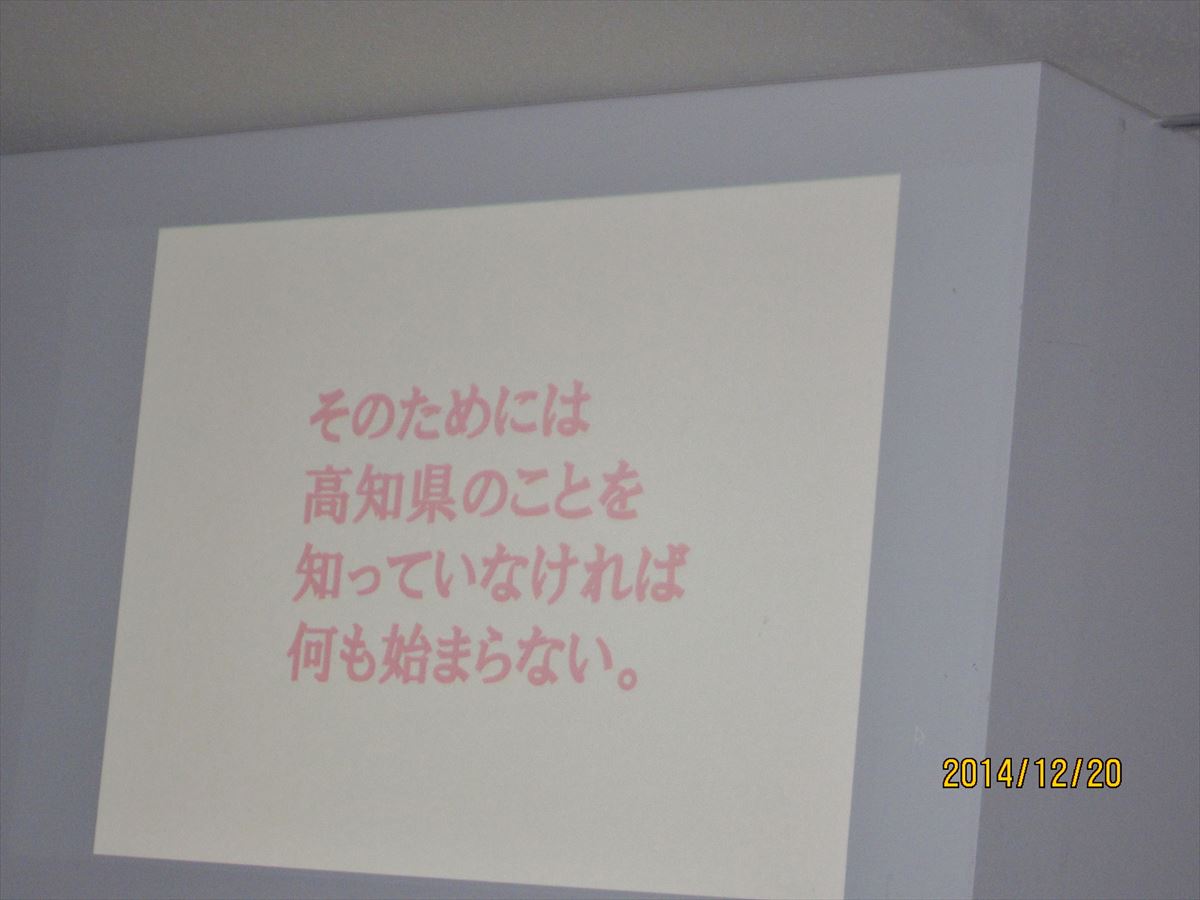 そのためには
高知県のことを
知っていなければ
何も始まらない。
2014/12/20